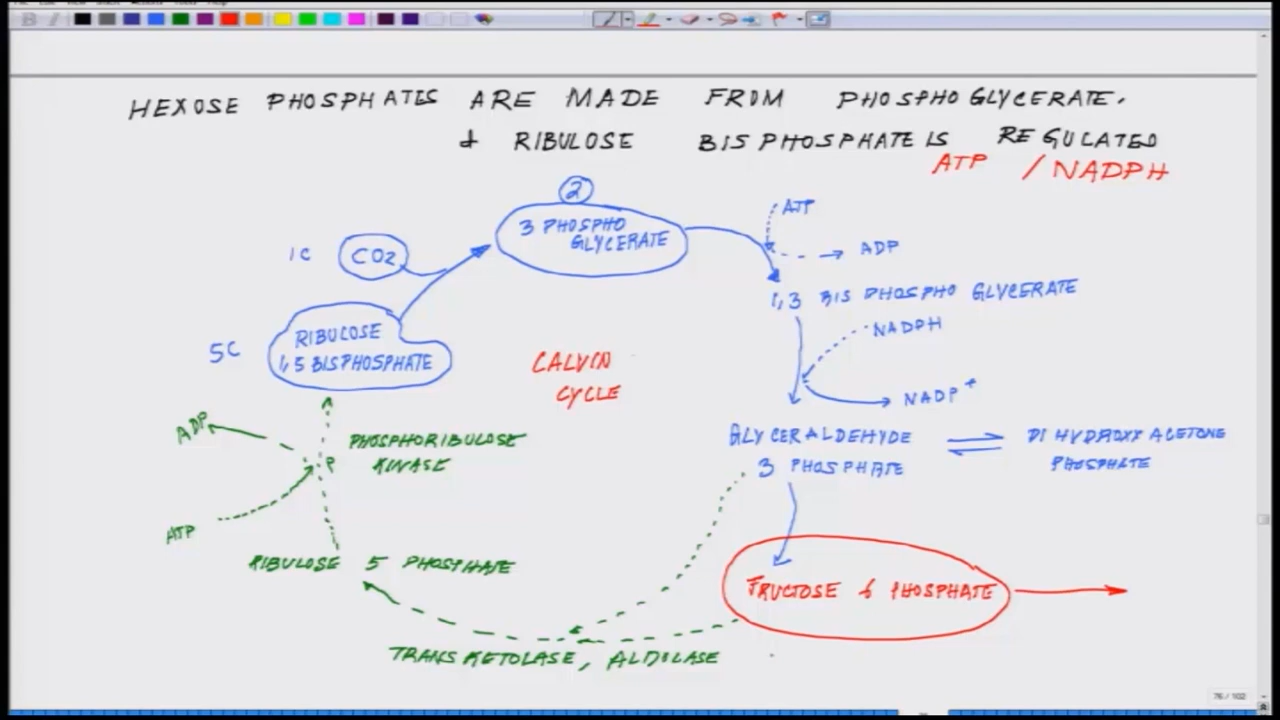 HEXOSE PHOSPHATES ARE MADE FROM PHOSPHOGLYCERATE.
& RIBULOSE BISPHOSPHATE IS REGULATED
ATP / NADPH
2
3 PHOSPHO
GLYCERATE
1C
CO2
ATP
ADP
1,3 BIS PHOSPHO GLYCERATE
RIBULOSE
1,5 BISPHOSPHATE
5C
NADPH
CALVIN
CYCLE
NADP+
ADP
PHOSPHORIBULOSE
KINASE
P
GLYCERALDEHYDE
3 PHOSPHATE
DI HYDROXY ACETONE
PHOSPHATE
ATP
RIBULOSE 5 PHOSPHATE
FRUCTOSE 6 PHOSPHATE
TRANSKETOLASE, ALDOLASE
76 / 102